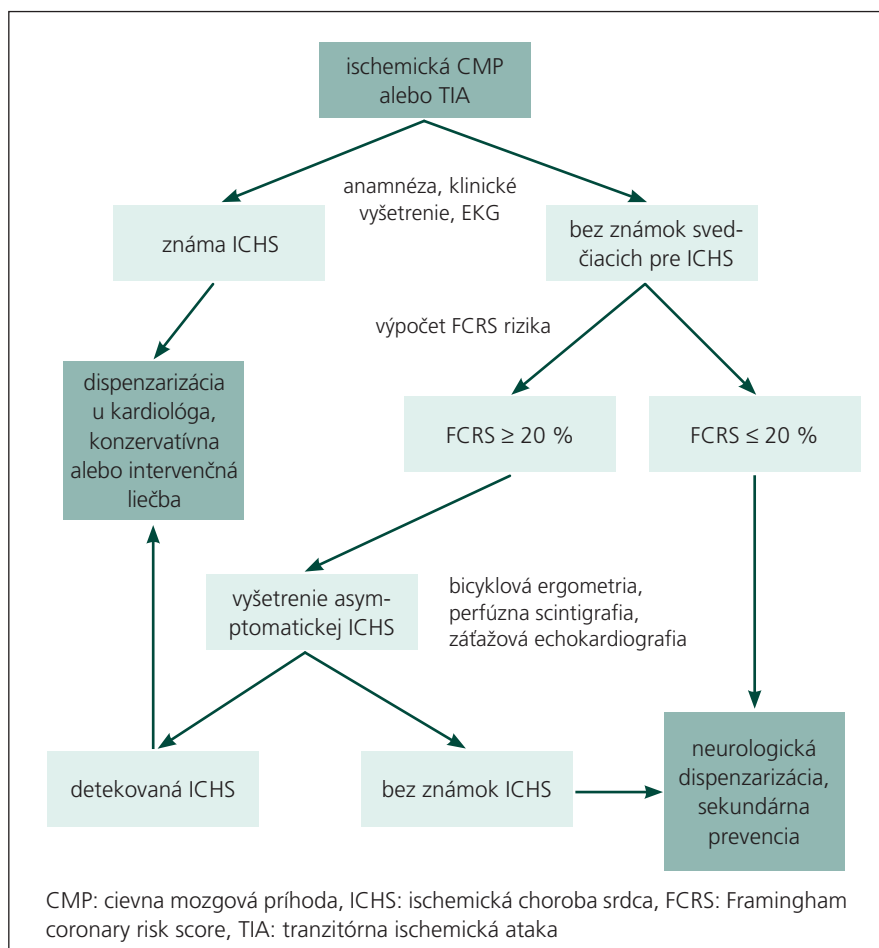 ischemická CMP
alebo TIA
anamnéza, klinické
vyšetrenie, EKG
známa ICHS
bez známok sved-
čiacich pre ICHS
výpočet FCRS rizika
dispenzarizácia
u kardiológa,
konzervatívna
alebo intervenčná
liečba
FCRS ≥ 20 %
FCRS ≤ 20 %
vyšetrenie asym-
ptomatickej ICHS
bicyklová ergometria,
perfúzna scintigrafia,
záťažová echokardiografia
detekovaná ICHS
bez známok ICHS
neurologická
dispenzarizácia,
sekundárna
prevencia
CMP: cievna mozgová príhoda, ICHS: ischemická choroba srdca, FCRS: Framingham
coronary risk score, TIA: tranzitórna ischemická ataka